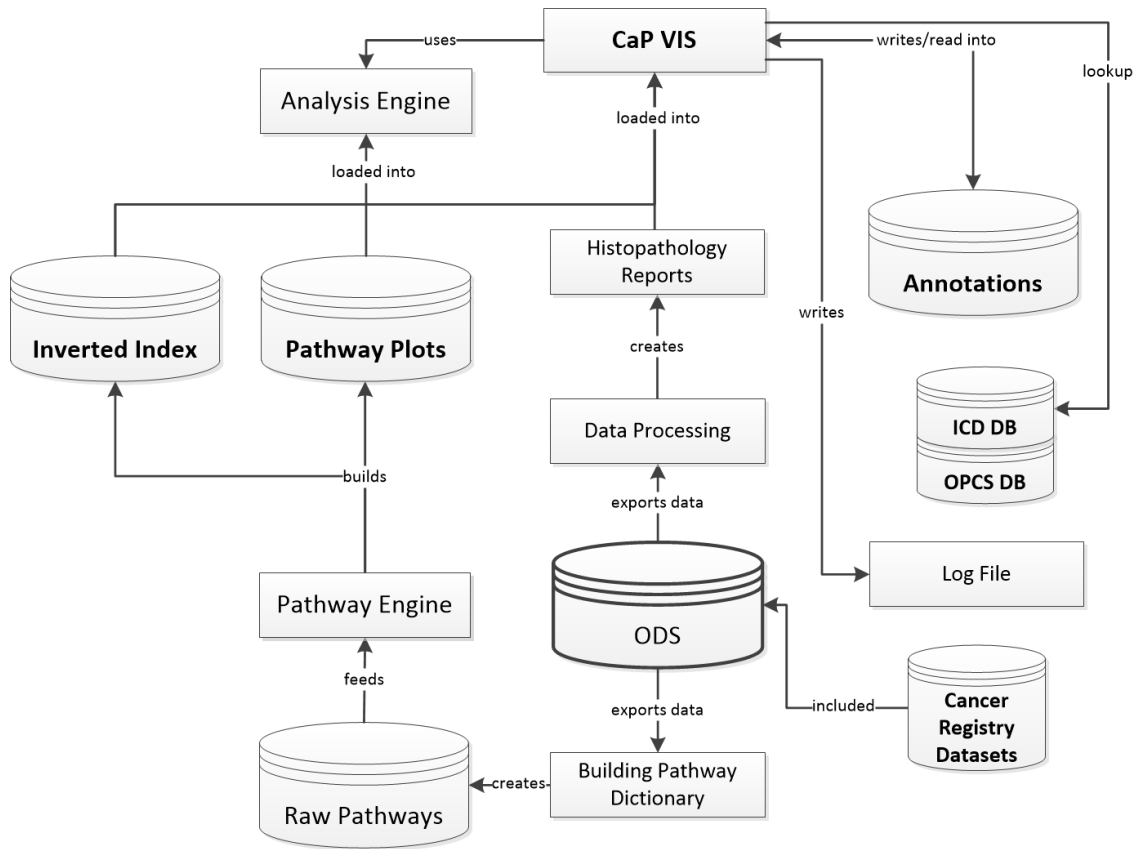 CaP VIS
uses
writes/read into
lookup
Analysis Engine
loaded into
loaded into
Histopathology
Reports
Annotations
writes
Inverted Index
Pathway Plots
creates
Data Processing
ICD DB
OPCS DB
builds
exports data
Pathway Engine
Log File
ODS
feeds
exports data
included
Cancer
Registry
Datasets
Building Pathway
Dictionary
creates
Raw Pathways